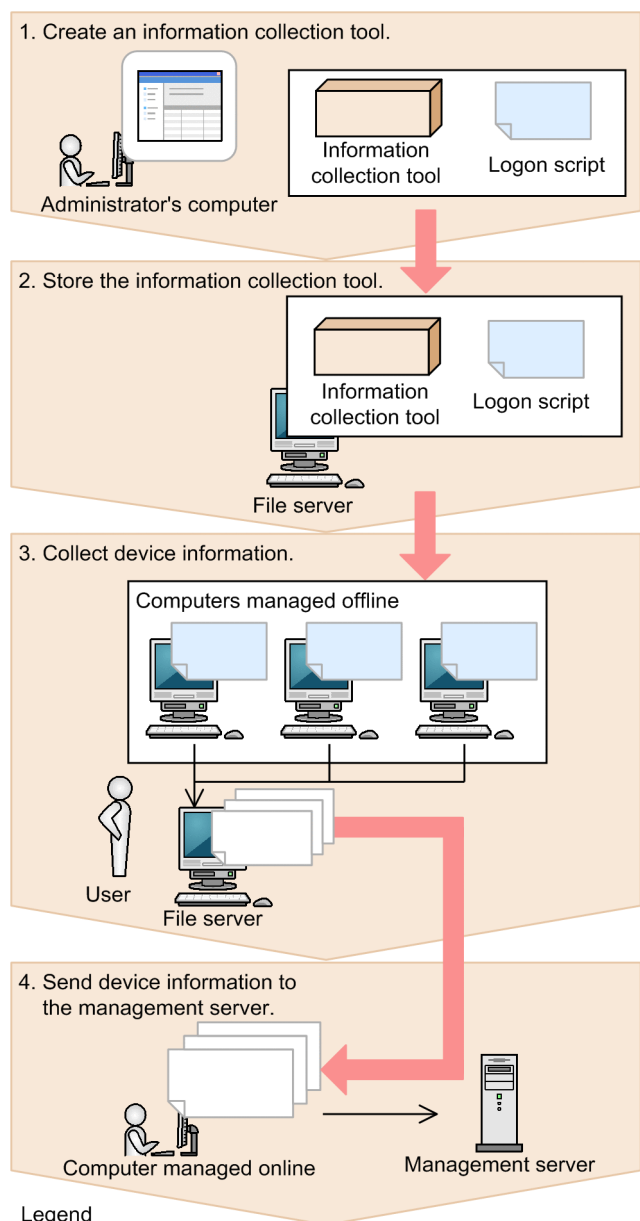 1. Create an information collection tool.
Information
collection tool
Logon script
Administrator's computer
2. Store the information collection tool.
Information
collection tool
Logon script
File server
3. Collect device information.
Computers managed offline
User
File server
4. Send device information to
the management server.
Computer managed online
Management server
Legend